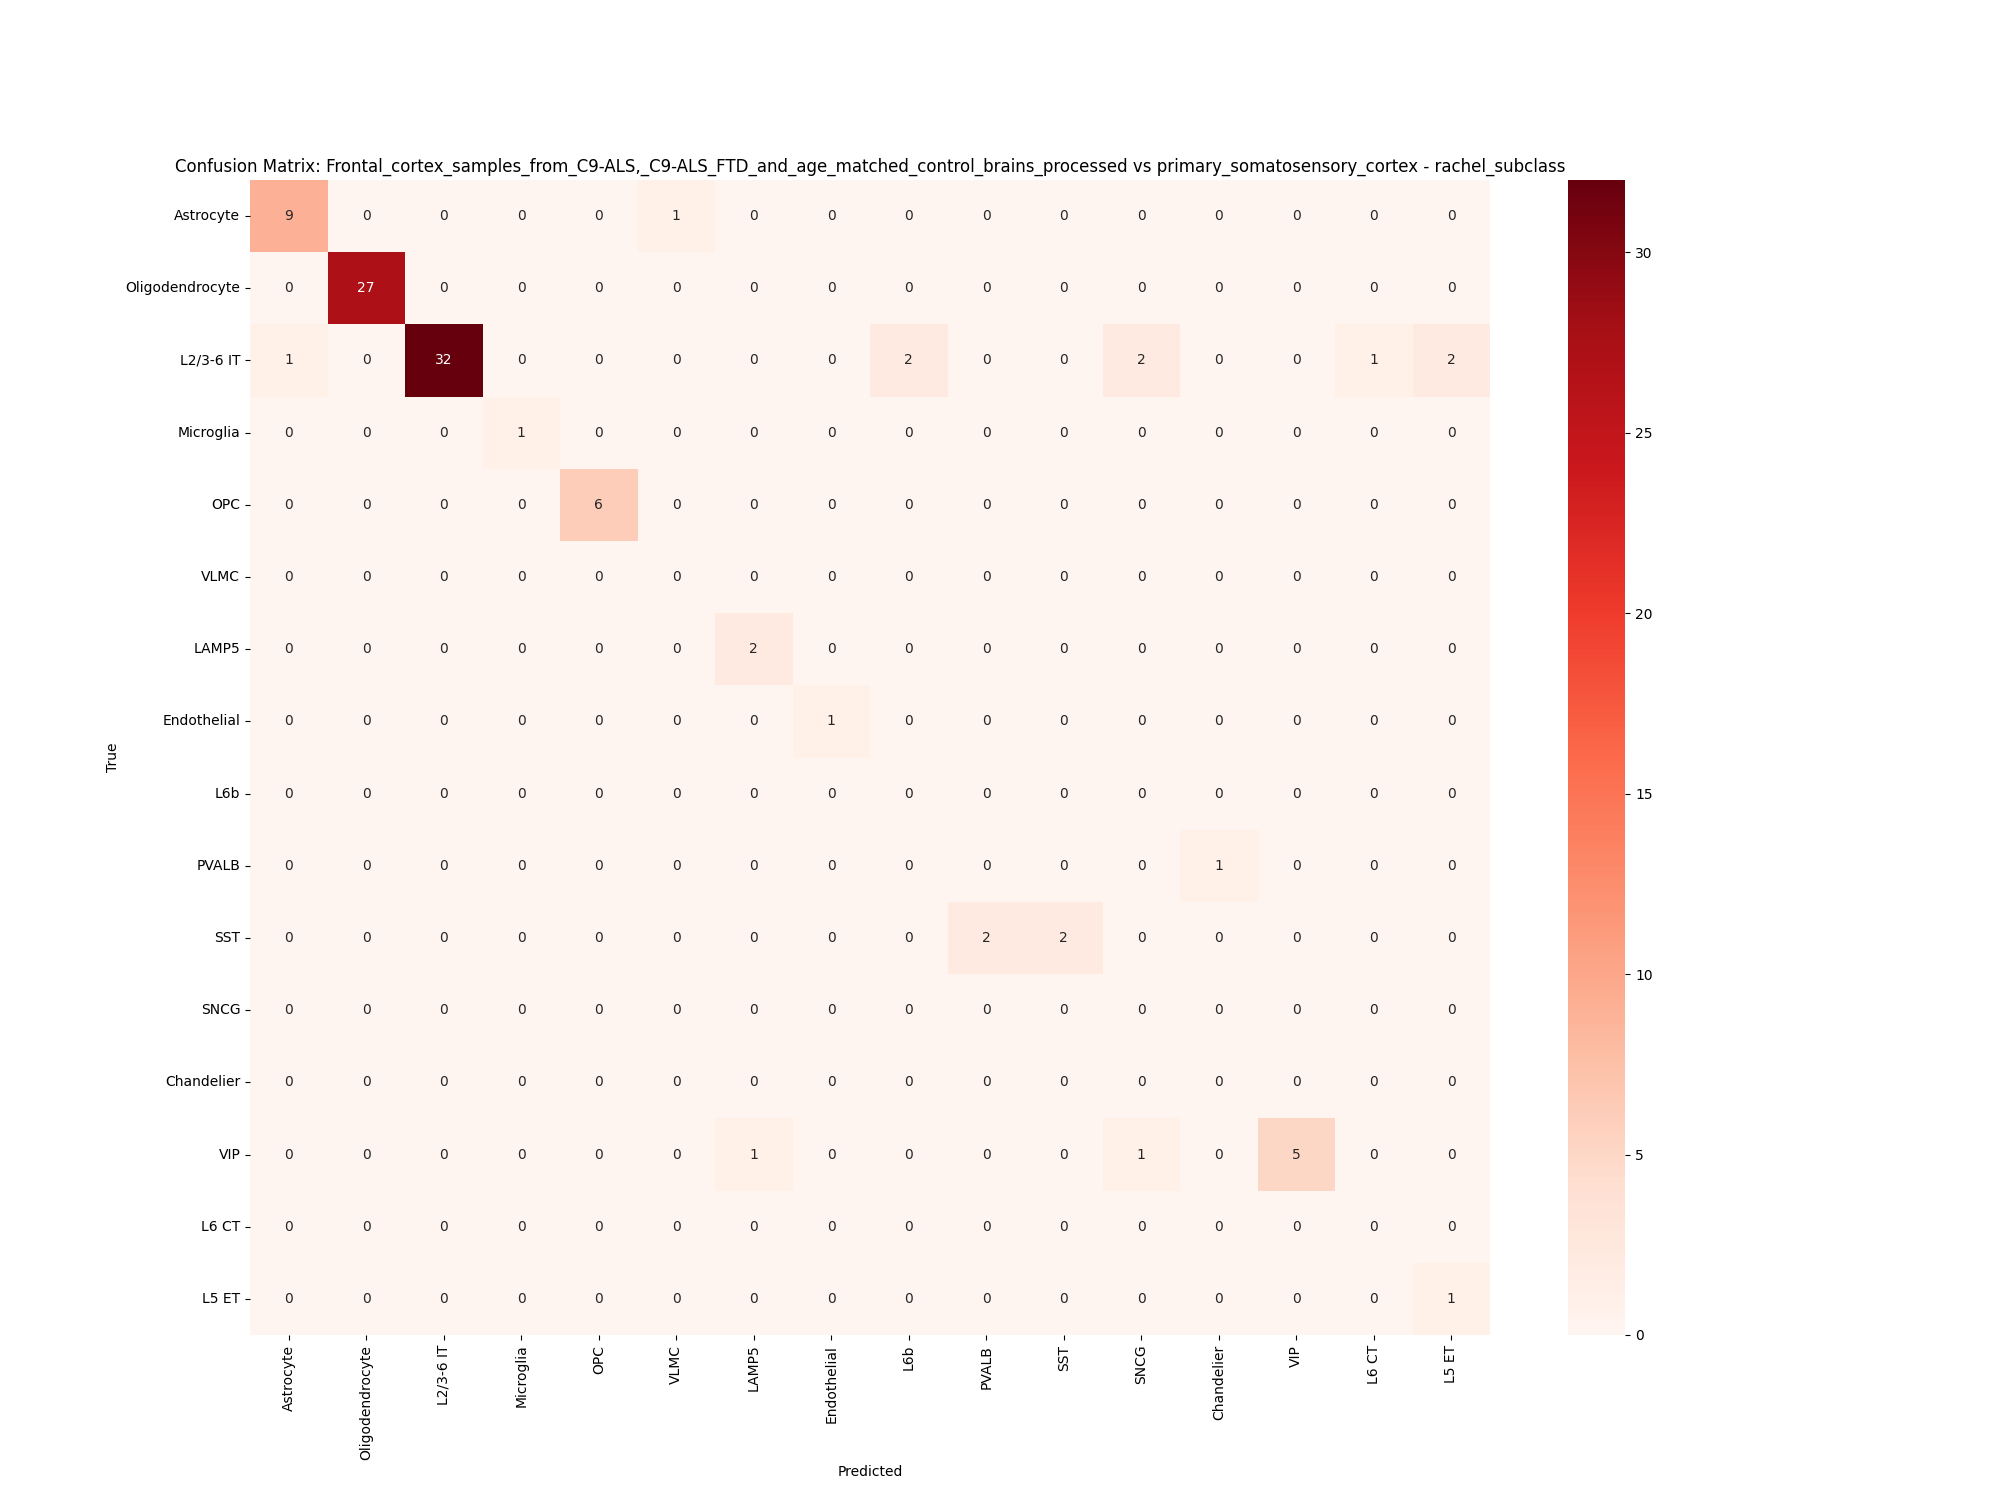 Confusion Matrix: Frontal_cortex_samples_from_C9-ALS,_C9-ALS_FTD_and_age_matched_control_brains_processed vs primary_somatosensory_cortex - rachel_subclass
Astrocyte 9 0 0 0 0 1 0 0 0 0 0 0 0 0 0 0
Oligodendrocyte 0 27 0 0 0 0 0 0 0 0 0 0 0 0 0 0
L2/3-6 IT 1 0 32 0 0 0 0 0 2 0 0 2 0 0 1 2
Microglia 0 0 0 1 0 0 0 0 0 0 0 0 0 0 0 0
OPC 0 0 0 0 6 0 0 0 0 0 0 0 0 0 0 0
VLMC 0 0 0 0 0 0 0 0 0 0 0 0 0 0 0 0
LAMP5 0 0 0 0 0 0 2 0 0 0 0 0 0 0 0 0
Endothelial 0 0 0 0 0 0 0 1 0 0 0 0 0 0 0 0
L6b 0 0 0 0 0 0 0 0 0 0 0 0 0 0 0 0
PVALB 0 0 0 0 0 0 0 0 0 0 0 0 1 0 0 0
SST 0 0 0 0 0 0 0 0 0 2 2 0 0 0 0 0
SNCG 0 0 0 0 0 0 0 0 0 0 0 0 0 0 0 0
Chandelier 0 0 0 0 0 0 0 0 0 0 0 0 0 0 0 0
VIP 0 0 0 0 0 0 1 0 0 0 0 1 0 5 0 0
L6 CT 0 0 0 0 0 0 0 0 0 0 0 0 0 0 0 0
L5 ET 0 0 0 0 0 0 0 0 0 0 0 0 0 0 0 1
True
Astrocyte
Oligodendrocyte
L2/3-6 IT
Microglia
OPC
VLMC
LAMP5
Endothelial
L6b
PVALB
SST
SNCG
Chandelier
VIP
L6 CT
L5 ET
Predicted
30
25
20
15
10
5
0